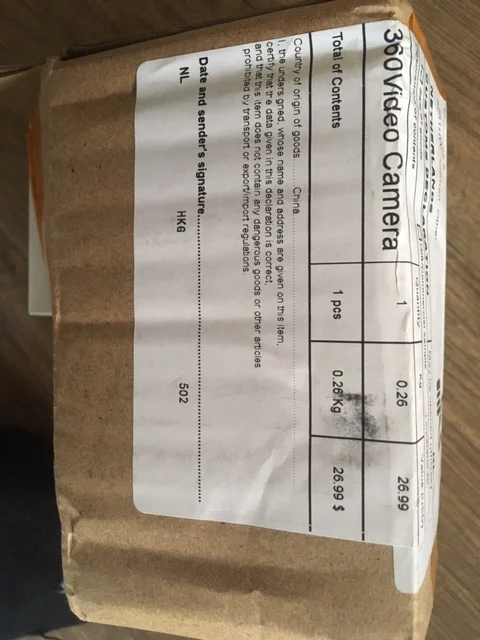 360Video Camera 1 0.26 26.99
Total of Contents 1 pcs 0.26 Kg 26.99 $
Country of origin of goods ........ China
I, the undersigned, whose name and address are given on this item,
certify that the data given in this declaration is correct,
and that this item does not contain any dangerous goods or other articles
prohibited by transport or export/import regulations
Date and sender's signature
NL HKG 502